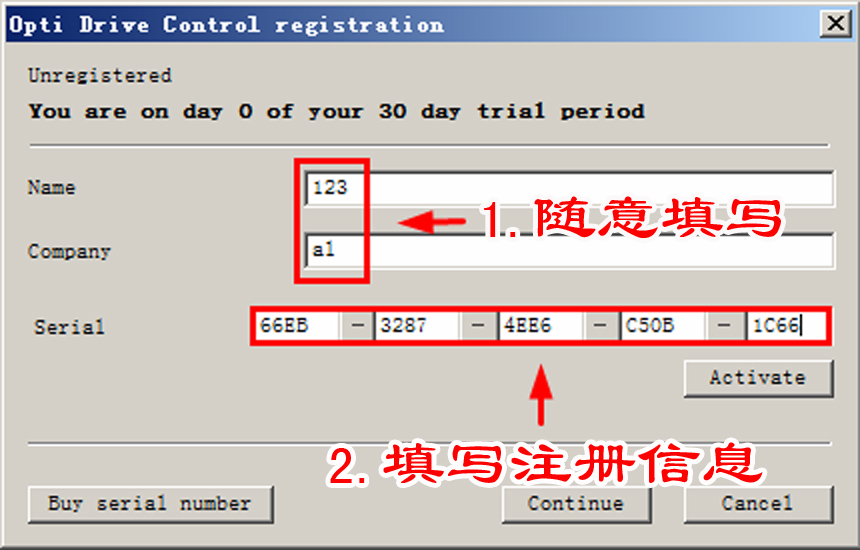 Opti Drive Control registration
Unregistered
You are on day 0 of your 30 day trial period
Name
123
1.随意填写
Company
a1
Serial
66EB - 3287 - 4EE6 - C50B - 1C66
Activate
2.填写注册信息
Buy serial number
Continue
Cancel